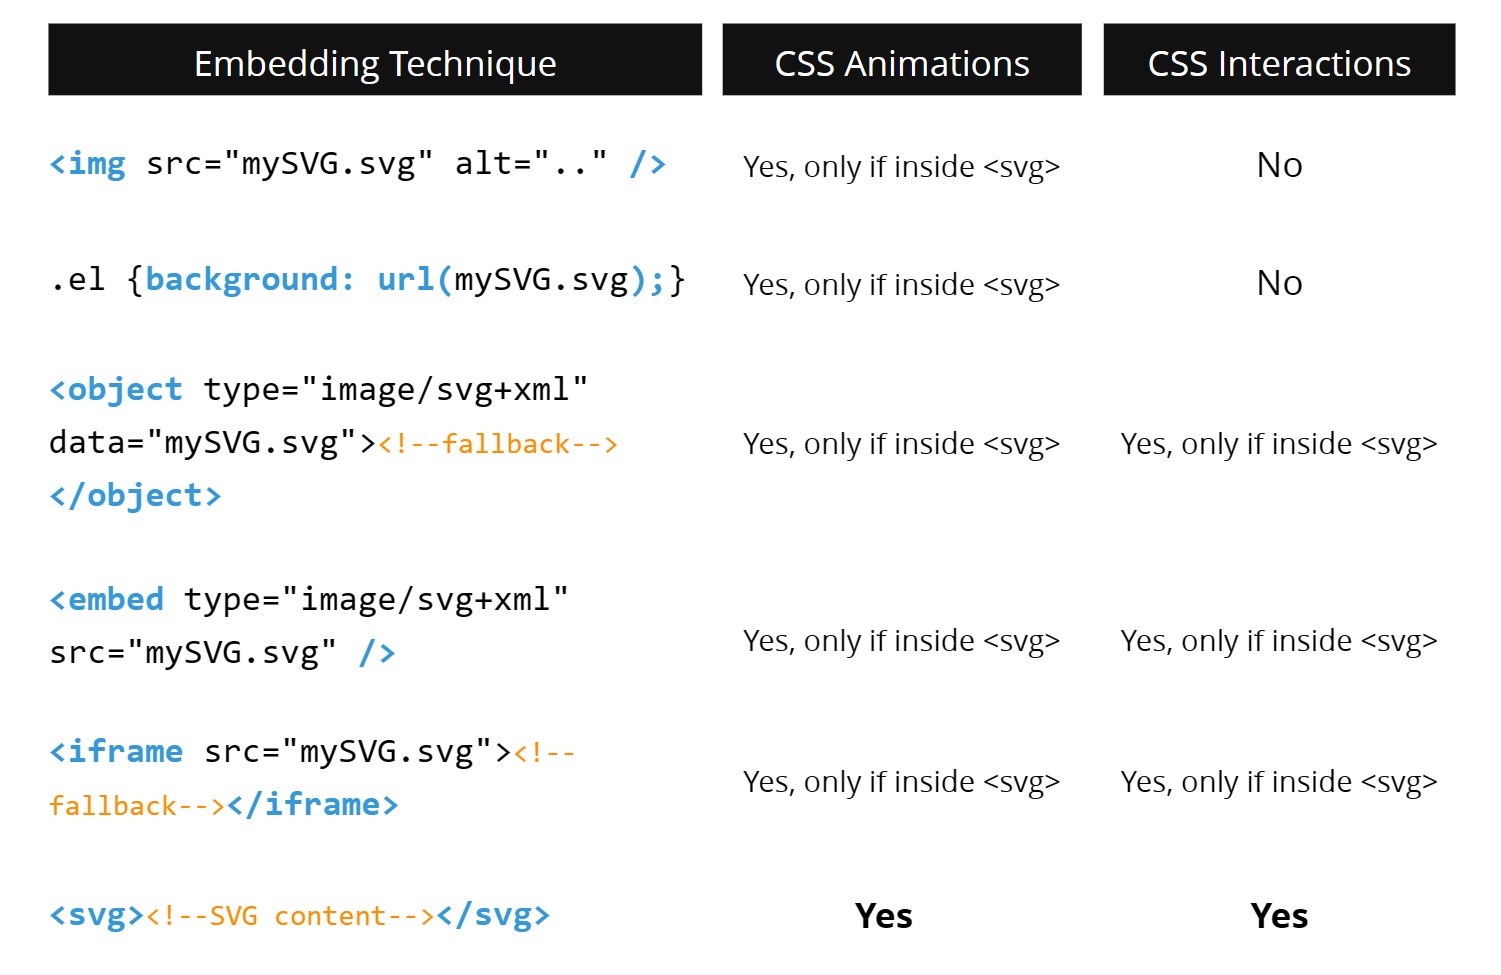 Embedding Technique CSS Animations CSS Interactions
<img src="mySVG.svg" alt=".." /> Yes, only if inside <svg> No
.el {background: url(mySVG.svg);} Yes, only if inside <svg> No
<object type="image/svg+xml"
data="mySVG.svg"><!--fallback--> Yes, only if inside <svg> Yes, only if inside <svg>
</object>
<embed type="image/svg+xml"
src="mySVG.svg" /> Yes, only if inside <svg> Yes, only if inside <svg>
<iframe src="mySVG.svg"><!--
fallback--></iframe> Yes, only if inside <svg> Yes, only if inside <svg>
<svg><!--SVG content--></svg> Yes Yes